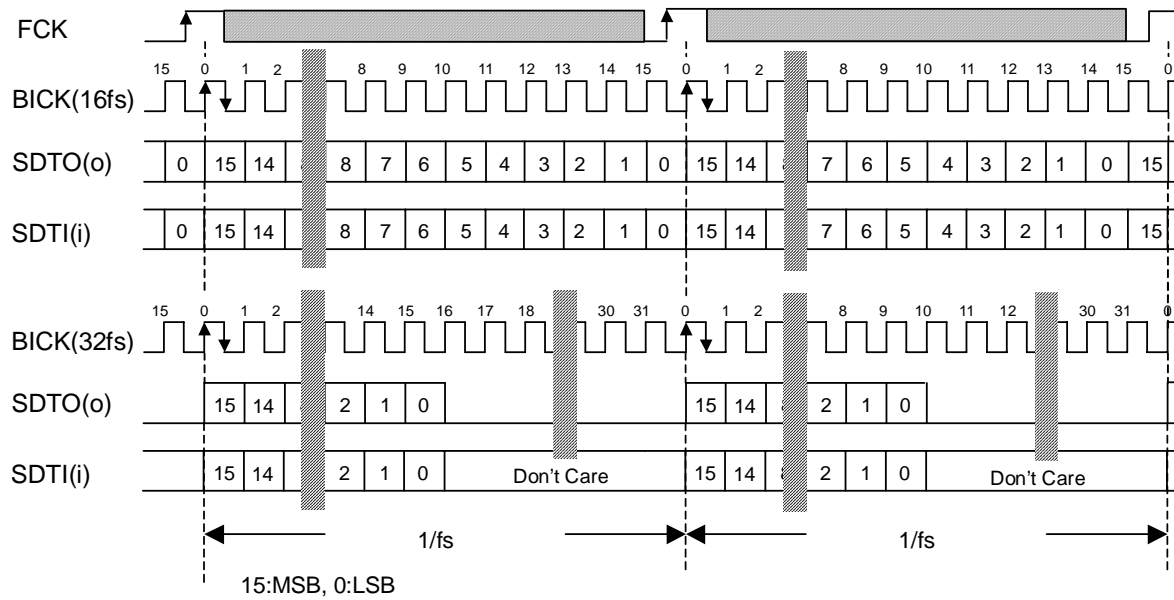 FCK
15 0 1 2 8 9 10 11 12 13 14 15 0 1 2 8 9 10 11 12 13 14 15 0
BICK(16fs)
SDTO(o) 0 15 14 8 7 6 5 4 3 2 1 0 15 14 7 6 5 4 3 2 1 0 15
SDTI(i) 0 15 14 8 7 6 5 4 3 2 1 0 15 14 7 6 5 4 3 2 1 0 15
15 0 1 2 14 15 16 17 18 30 31 0 1 2 8 9 10 11 12 30 31 0
BICK(32fs)
SDTO(o) 15 14 2 1 0 15 14 2 1 0
SDTI(i) 15 14 2 1 0 Don't Care 15 14 2 1 0 Don't Care
1/fs 1/fs
15:MSB, 0:LSB